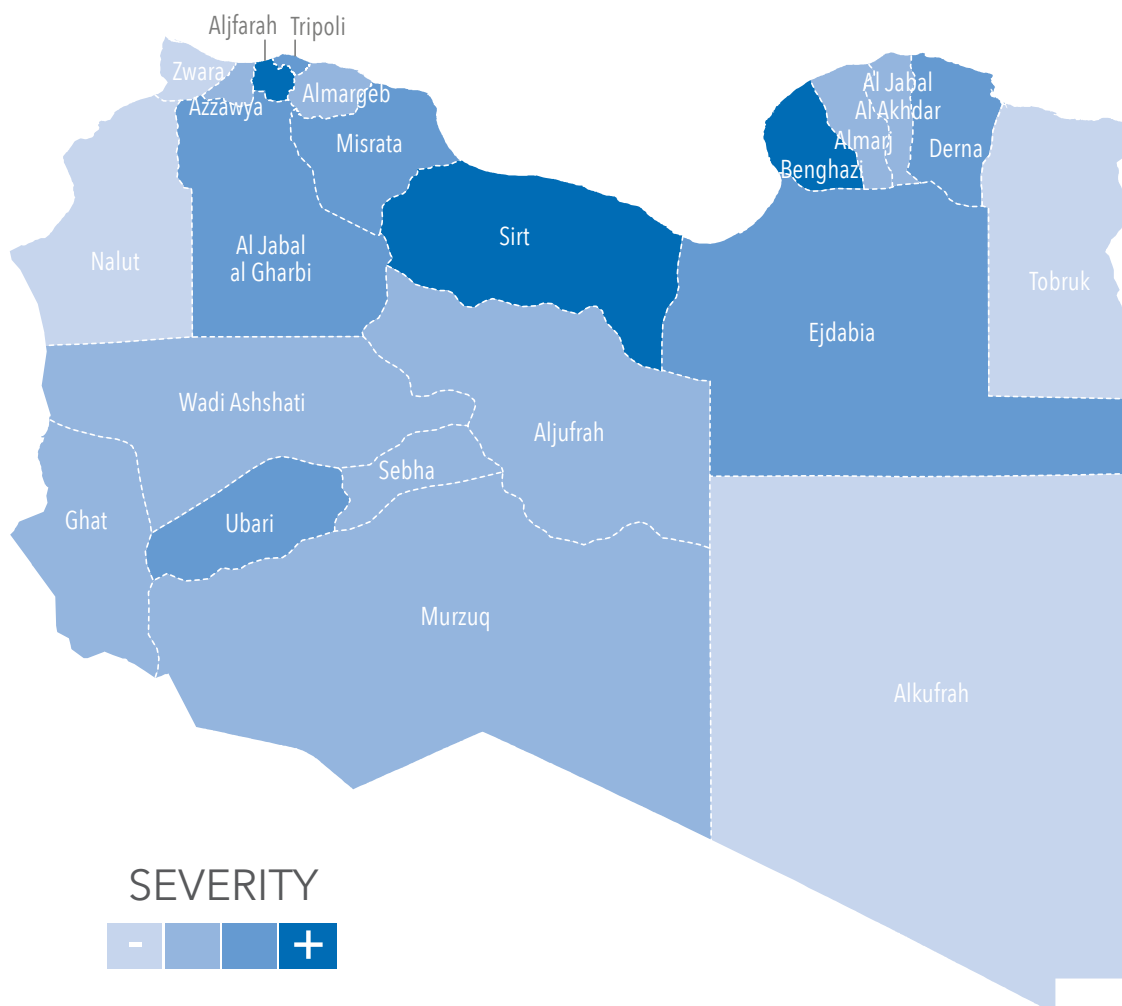 Aljfarah
Tripoli
Zwara
Azzawya
Almargeb
Misrata
Al Jabal
Al Akhdar
Almarj
Benghazi
Derna
Nalut
Al Jabal
al Gharbi
Sirt
Tobruk
Ejdabia
Wadi Ashshati
Aljufrah
Sebha
Ghat
Ubari
Murzuq
Alkufrah
SEVERITY
- +